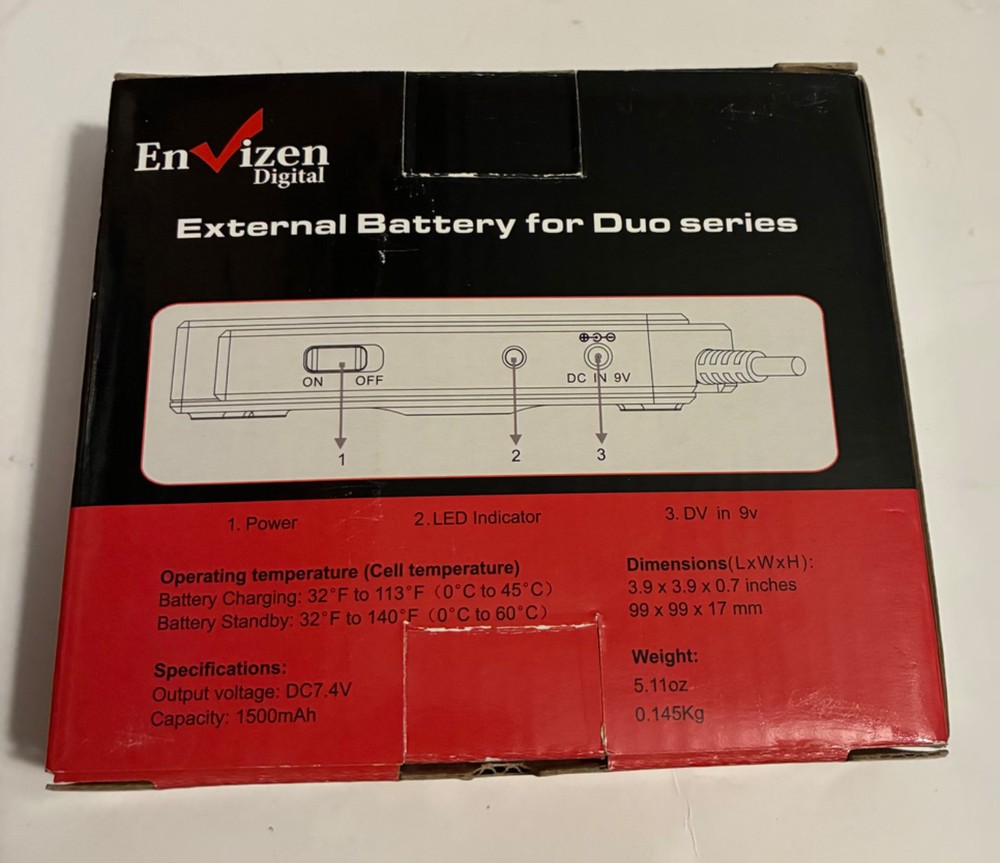 EnVizen
Digital
External Battery for Duo series
ON OFF
DC IN 9V
1
2
3
1. Power
2. LED Indicator
3. DV in 9v
Operating temperature (Cell temperature)
Battery Charging: 32°F to 113°F (0°C to 45°C)
Battery Standby: 32°F to 140°F (0°C to 60°C)
Dimensions(LxWxH):
3.9 x 3.9 x 0.7 inches
99 x 99 x 17 mm
Specifications:
Output voltage: DC7.4V
Capacity: 1500mAh
Weight:
5.11oz
0.145Kg